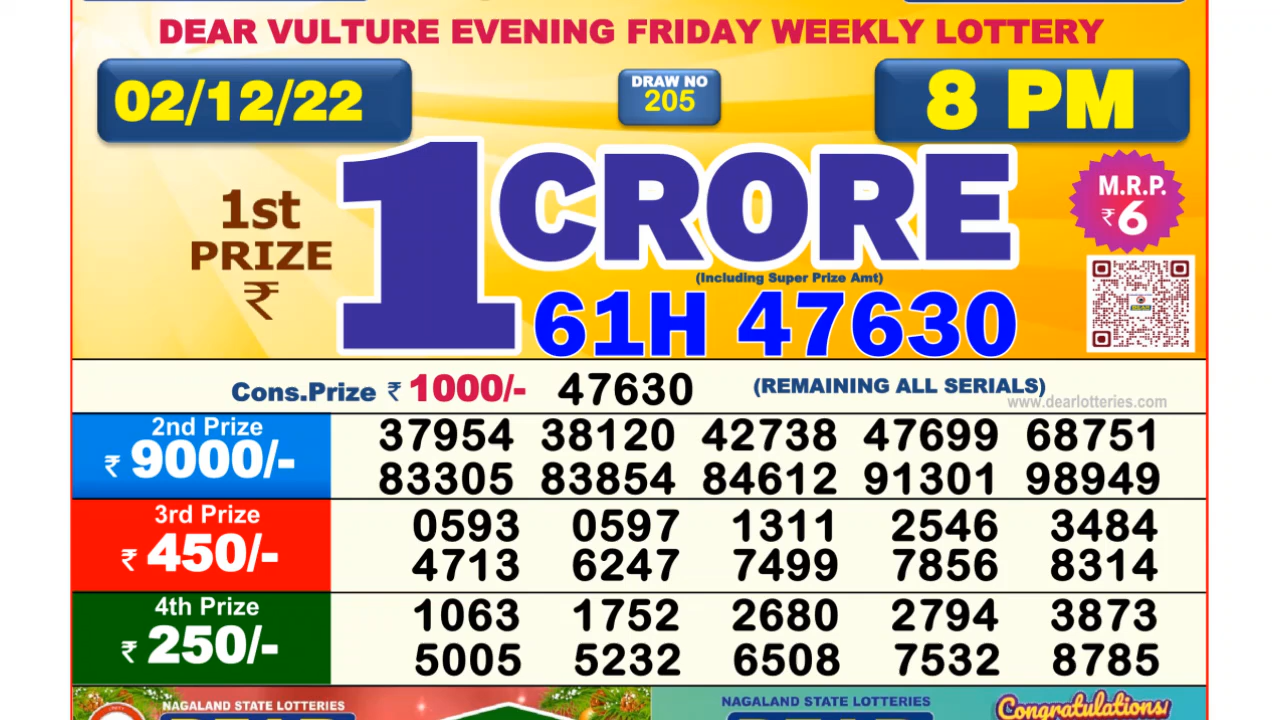 DEAR VULTURE EVENING FRIDAY WEEKLY LOTTERY
02/12/22
DRAW NO
205
8 PM
1st
PRIZE
₹
1 CRORE
(Including Super Prize Amt)
61H 47630
M.R.P.
₹6
Cons.Prize ₹ 1000/- 47630 (REMAINING ALL SERIALS)
www.dearlotteries.com
2nd Prize
₹ 9000/-
37954 38120 42738 47699 68751
83305 83854 84612 91301 98949
3rd Prize
₹ 450/-
0593 0597 1311 2546 3484
4713 6247 7499 7856 8314
4th Prize
₹ 250/-
1063 1752 2680 2794 3873
5005 5232 6508 7532 8785
NAGALAND STATE LOTTERIES
DEAR
NAGALAND STATE LOTTERIES
DEAR
Congratulations